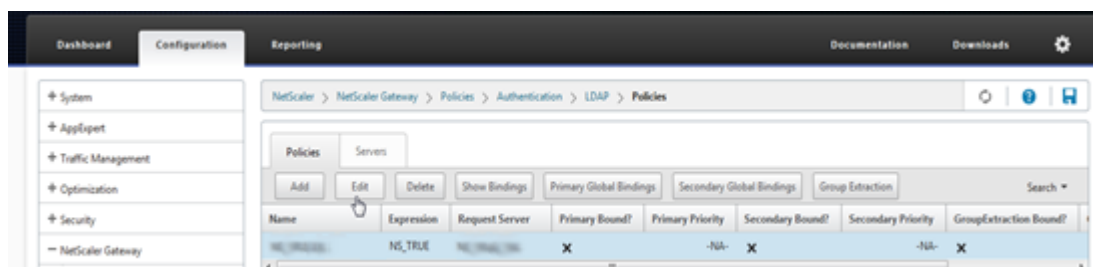 Dashboard Configuration Reporting Documentation Downloads
+ System
NetScaler > NetScaler Gateway > Policies > Authentication > LDAP > Policies
+ AppExpert
+ Traffic Management
Policies Servers
+ Optimization
Add Edit Delete Show Bindings Primary Global Bindings Secondary Global Bindings Group Extraction Search
+ Security
Name Expression Request Server Primary Bound? Primary Priority Secondary Bound? Secondary Priority GroupExtraction Bound?
− NetScaler Gateway
NS_TRUE ✕ -NA- ✕ -NA- ✕